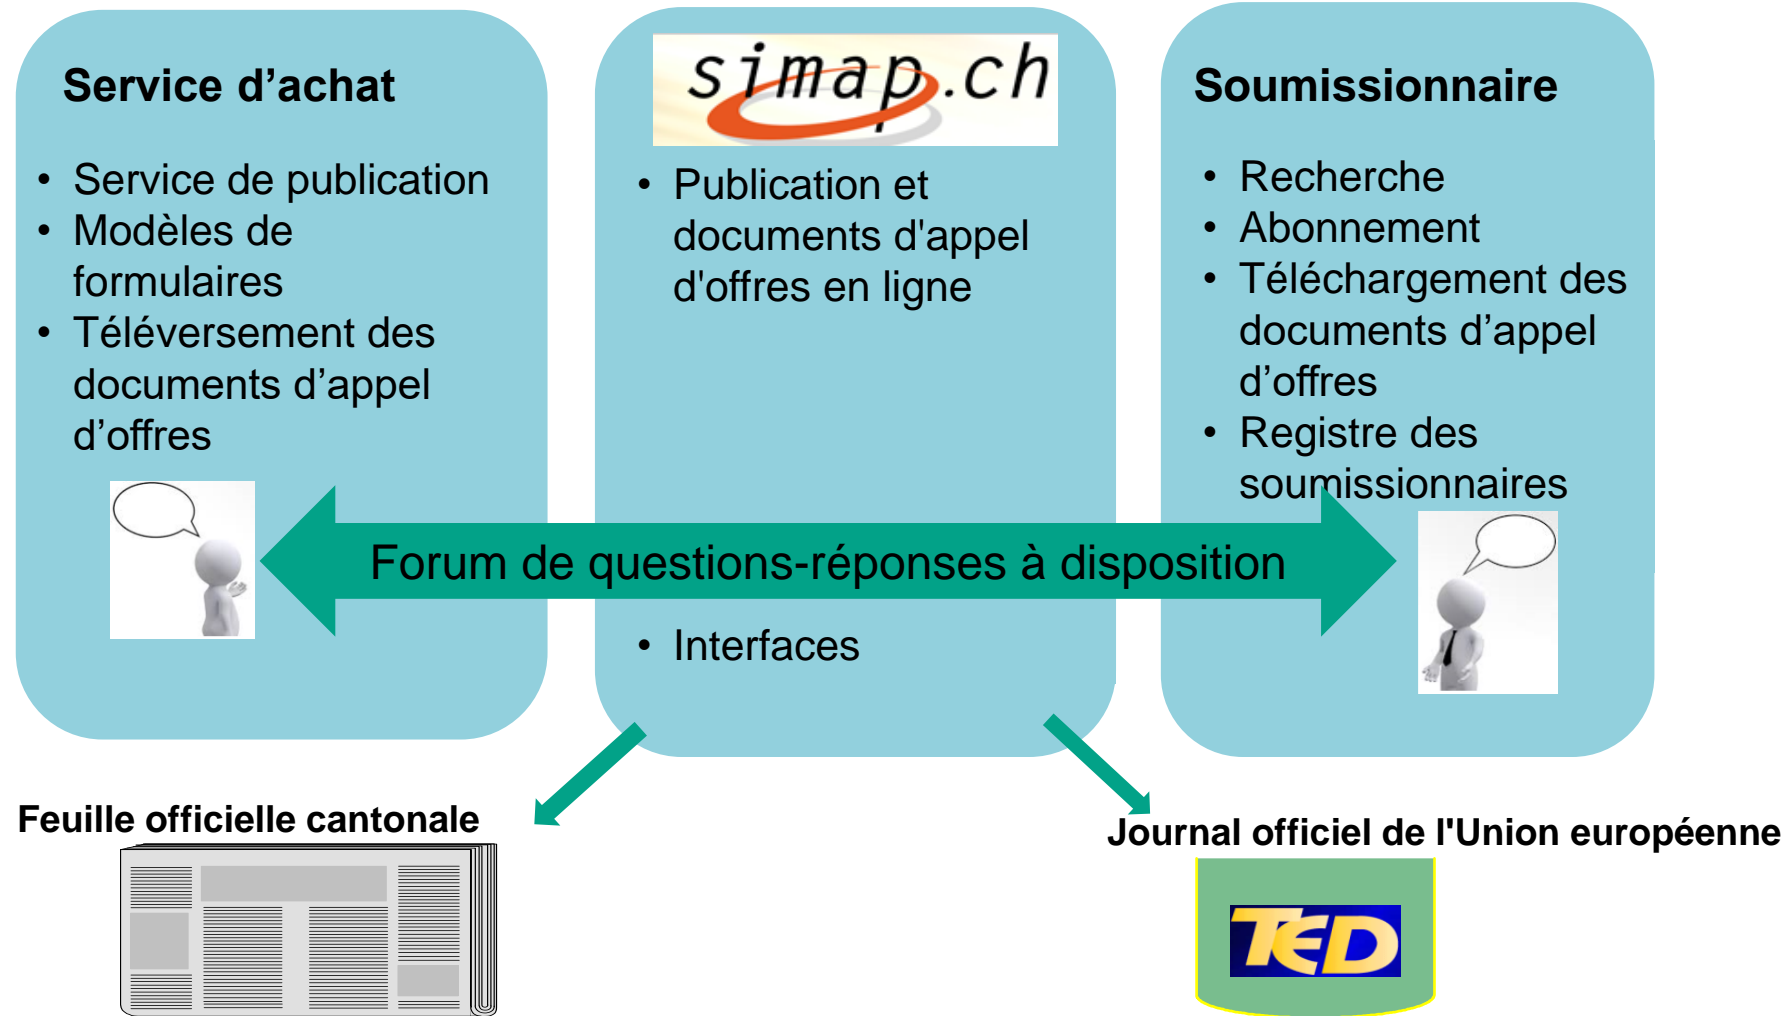 Service d’achat
• Service de publication
• Modèles de
formulaires
• Téléversement des
documents d’appel
d’offres
simap.ch
• Publication et
documents d'appel
d'offres en ligne
Soumissionnaire
• Recherche
• Abonnement
• Téléchargement des
documents d’appel
d’offres
• Registre des
soumissionnaires
Forum de questions-réponses à disposition
• Interfaces
Feuille officielle cantonale
Journal officiel de l'Union européenne
TED